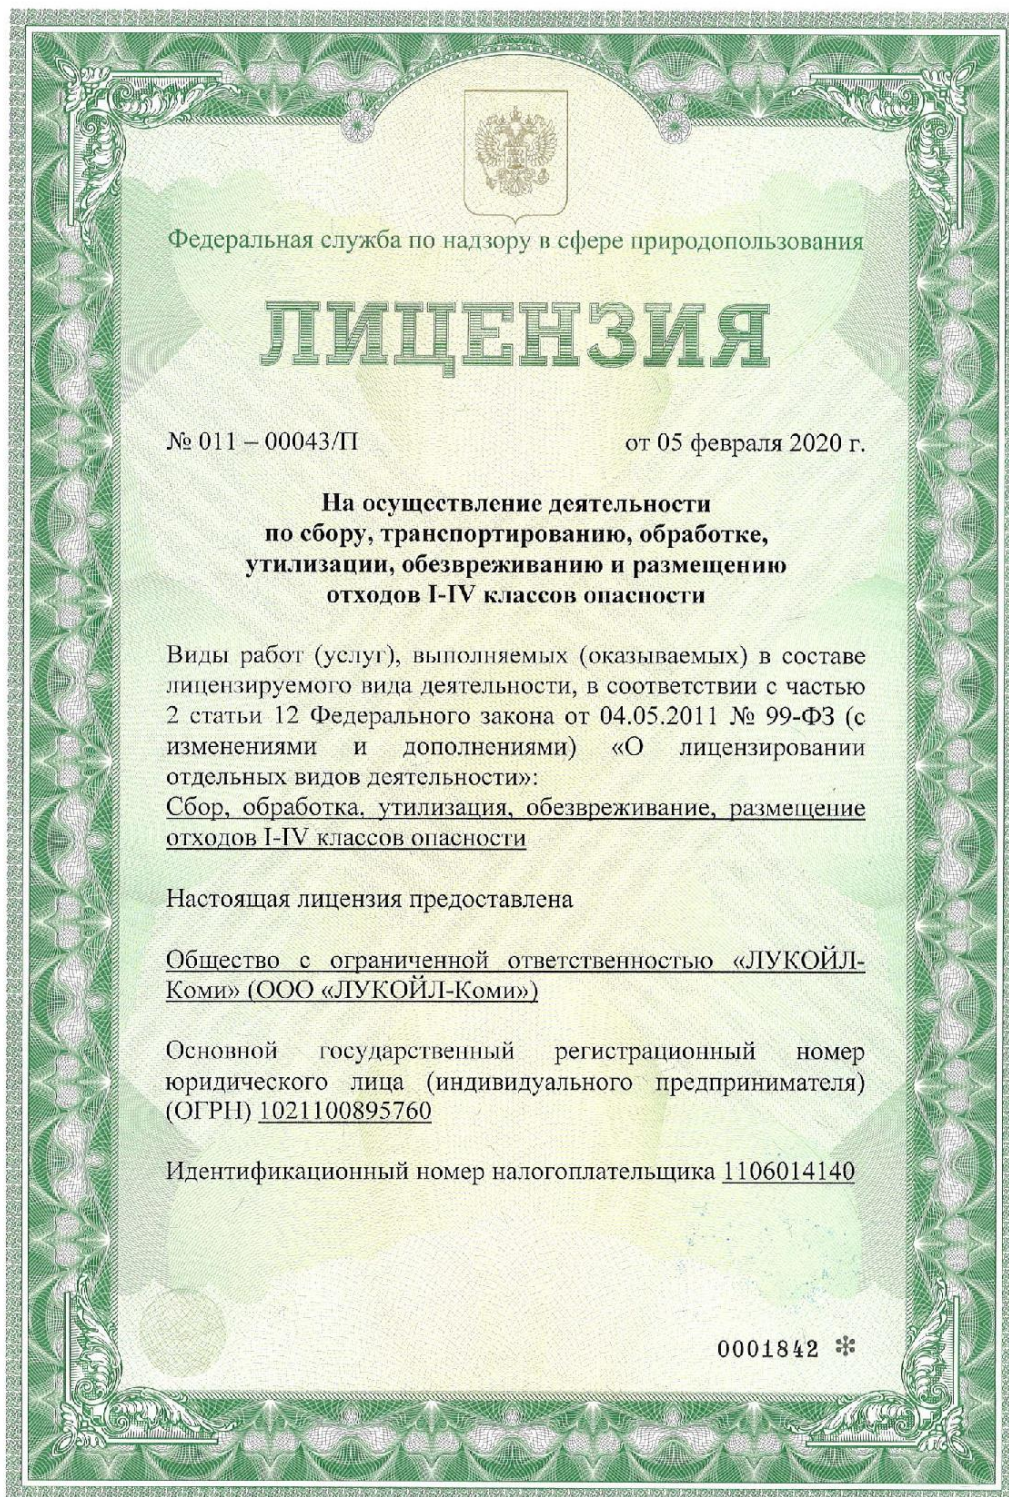 Федеральная служба по надзору в сфере природопользования
ЛИЦЕНЗИЯ
№ 011 – 00043/П от 05 февраля 2020 г.
На осуществление деятельности
по сбору, транспортированию, обработке,
утилизации, обезвреживанию и размещению
отходов I-IV классов опасности
Виды работ (услуг), выполняемых (оказываемых) в составе
лицензируемого вида деятельности, в соответствии с частью
2 статьи 12 Федерального закона от 04.05.2011 № 99-ФЗ (с
изменениями и дополнениями) «О лицензировании
отдельных видов деятельности»:
Сбор, обработка, утилизация, обезвреживание, размещение
отходов I-IV классов опасности
Настоящая лицензия предоставлена
Общество с ограниченной ответственностью «ЛУКОЙЛ-
Коми» (ООО «ЛУКОЙЛ-Коми»)
Основной государственный регистрационный номер
юридического лица (индивидуального предпринимателя)
(ОГРН) 1021100895760
Идентификационный номер налогоплательщика 1106014140
0001842 ✻